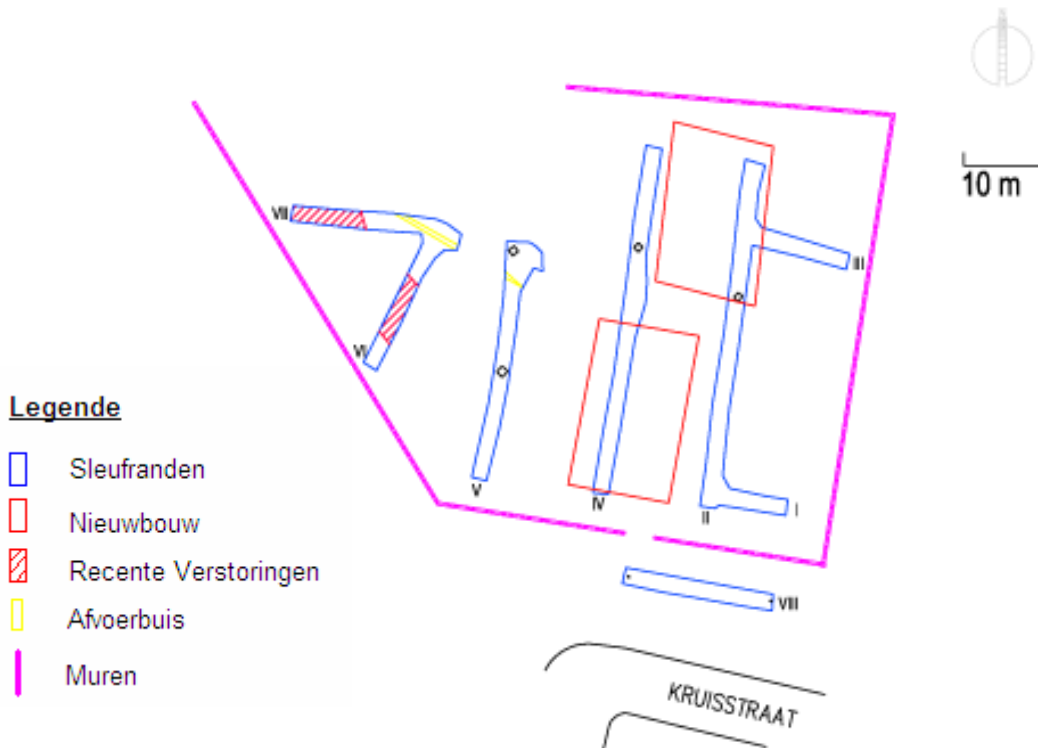 10 m
VII
III
VI
V
IV
II
I
VIII
Legende
Sleufranden
Nieuwbouw
Recente Verstoringen
Afvoerbuis
Muren
KRUISSTRAAT